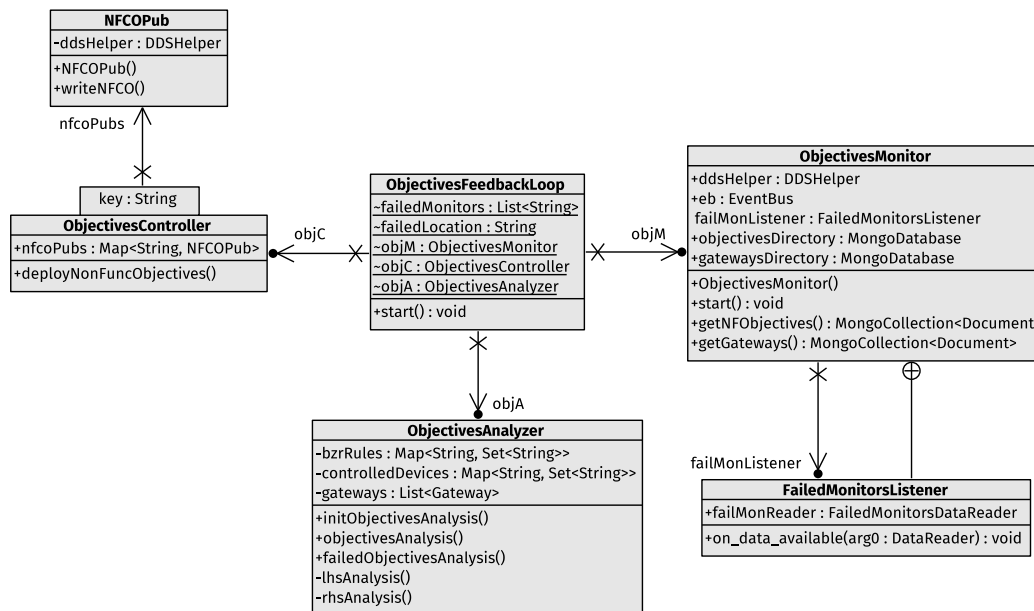 NFCOPub
-ddsHelper : DDSHelper
+NFCOPub()
+writeNFCO()
nfcoPubs
key : String
ObjectivesController
+nfcoPubs : Map<String, NFCOPub>
+deployNonFuncObjectives()
objC
ObjectivesFeedbackLoop
~failedMonitors : List<String>
~failedLocation : String
~objM : ObjectivesMonitor
~objC : ObjectivesController
~objA : ObjectivesAnalyzer
+start() : void
objM
ObjectivesMonitor
+ddsHelper : DDSHelper
+eb : EventBus
failMonListener : FailedMonitorsListener
+objectivesDirectory : MongoDatabase
+gatewaysDirectory : MongoDatabase
+ObjectivesMonitor()
+start() : void
+getNFObjectives() : MongoCollection<Document
+getGateways() : MongoCollection<Document>
objA
ObjectivesAnalyzer
-bzrRules : Map<String, Set<String>>
-controlledDevices : Map<String, Set<String>>
-gateways : List<Gateway>
+initObjectivesAnalysis()
+objectivesAnalysis()
+failedObjectivesAnalysis()
-lhsAnalysis()
-rhsAnalysis()
failMonListener
FailedMonitorsListener
+failMonReader : FailedMonitorsDataReader
+on_data_available(arg0 : DataReader) : void